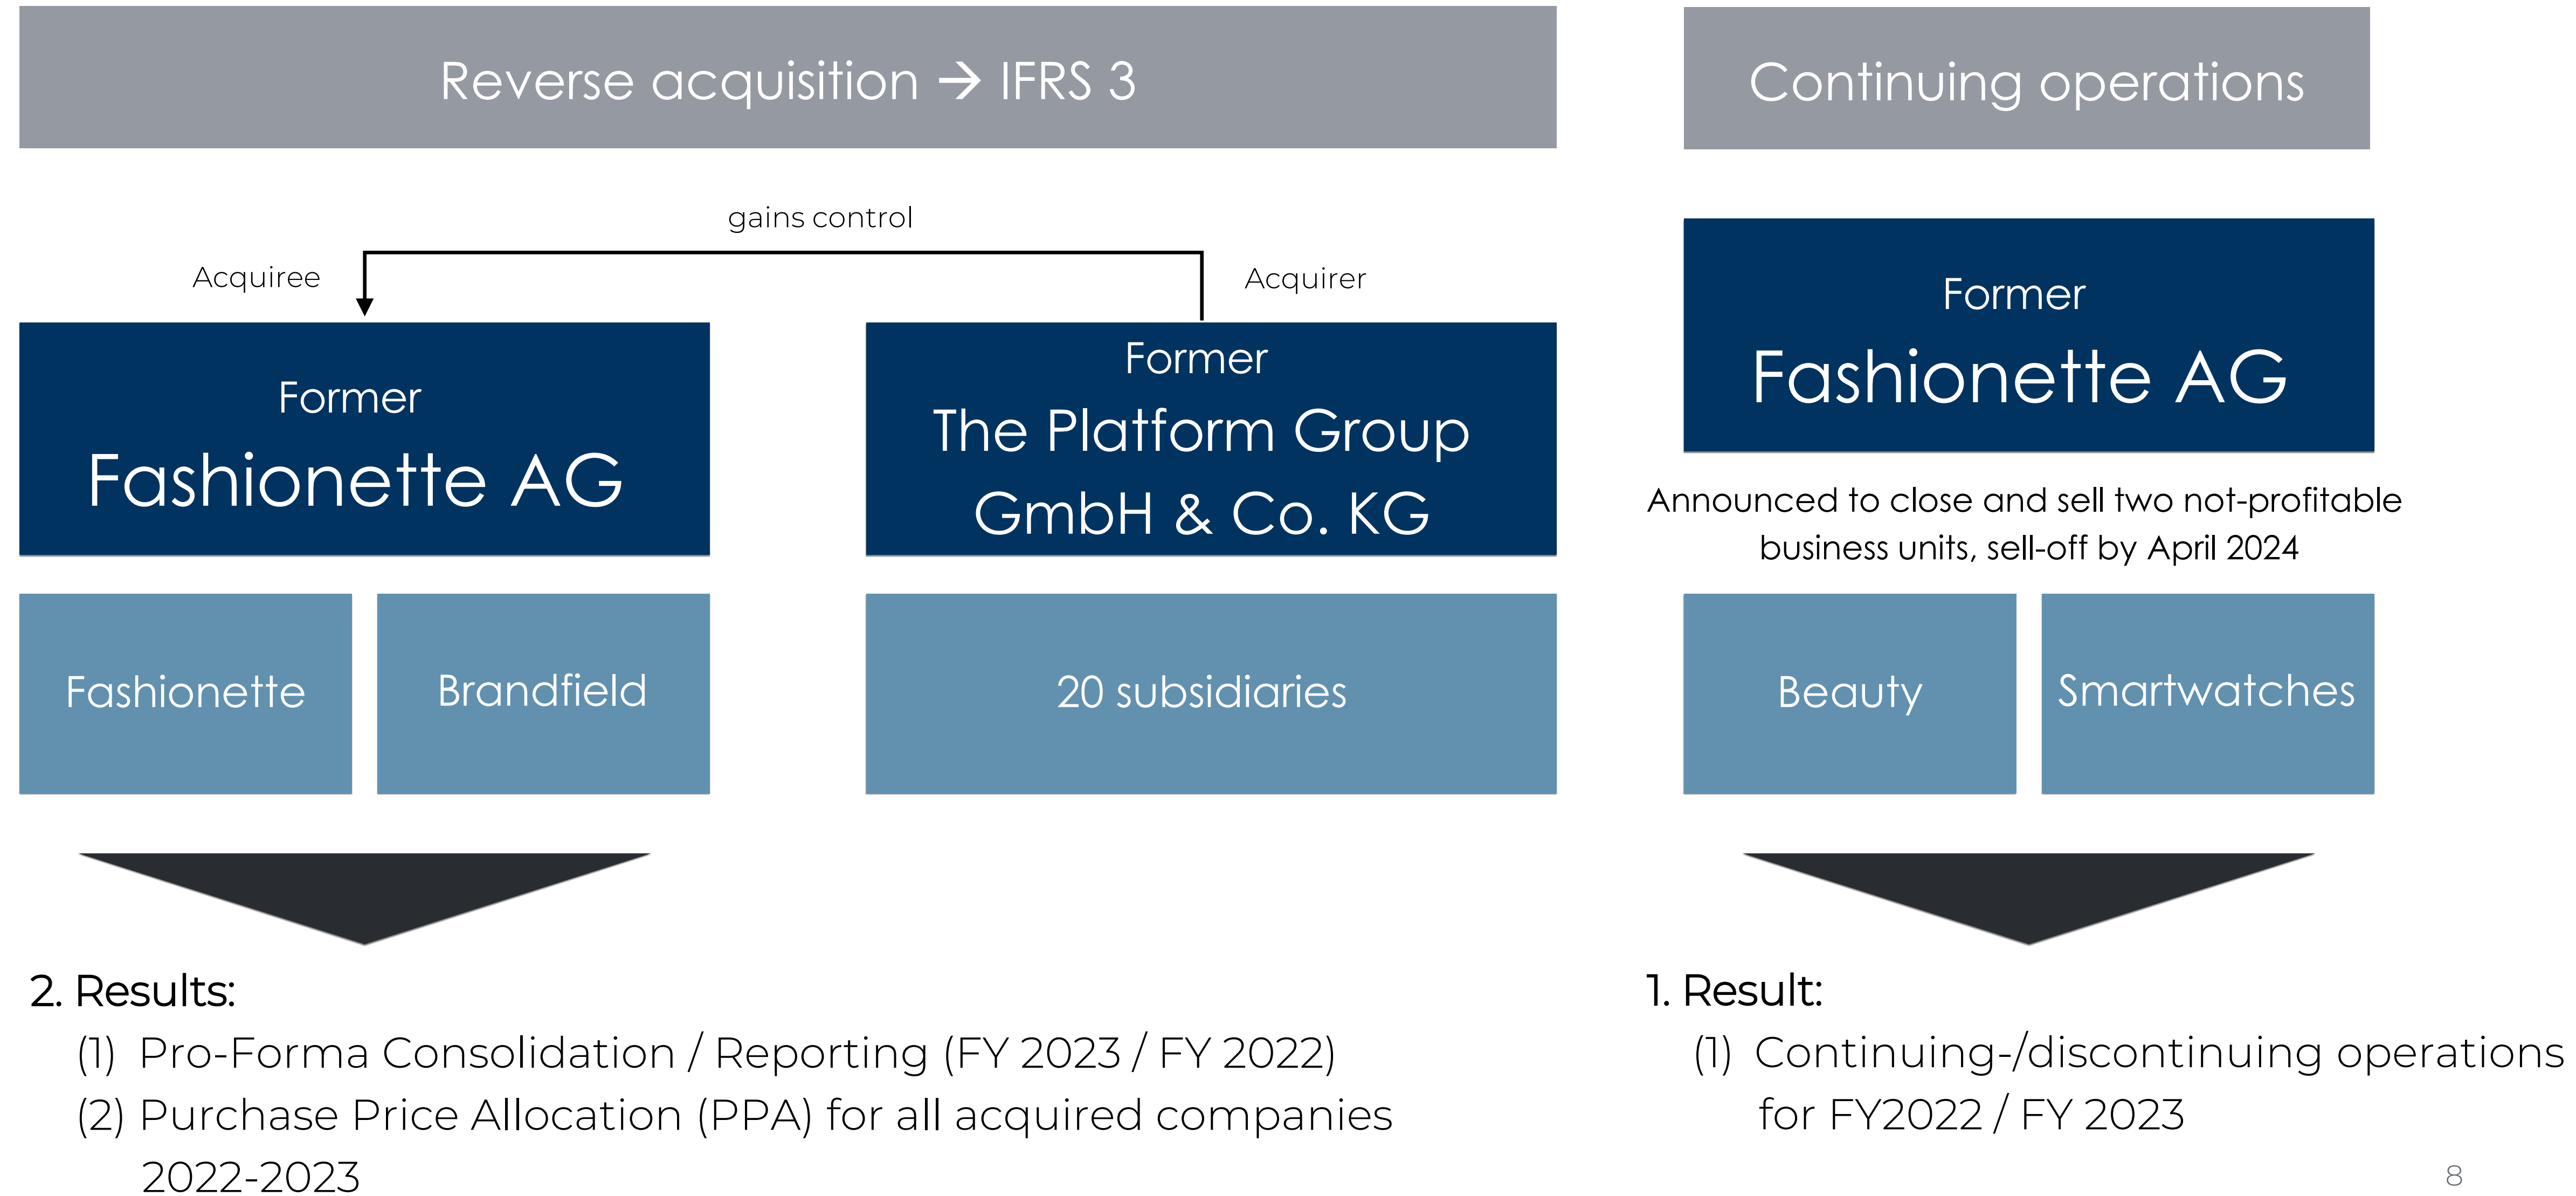 Reverse acquisition → IFRS 3
gains control
Acquiree
Acquirer
Former
Fashionette AG
Former
The Platform Group
GmbH & Co. KG
Fashionette
Brandfield
20 subsidiaries
2. Results:
(1) Pro-Forma Consolidation / Reporting (FY 2023 / FY 2022)
(2) Purchase Price Allocation (PPA) for all acquired companies
2022-2023
Continuing operations
Former
Fashionette AG
Announced to close and sell two not-profitable
business units, sell-off by April 2024
Beauty
Smartwatches
1. Result:
(1) Continuing-/discontinuing operations
for FY2022 / FY 2023
8